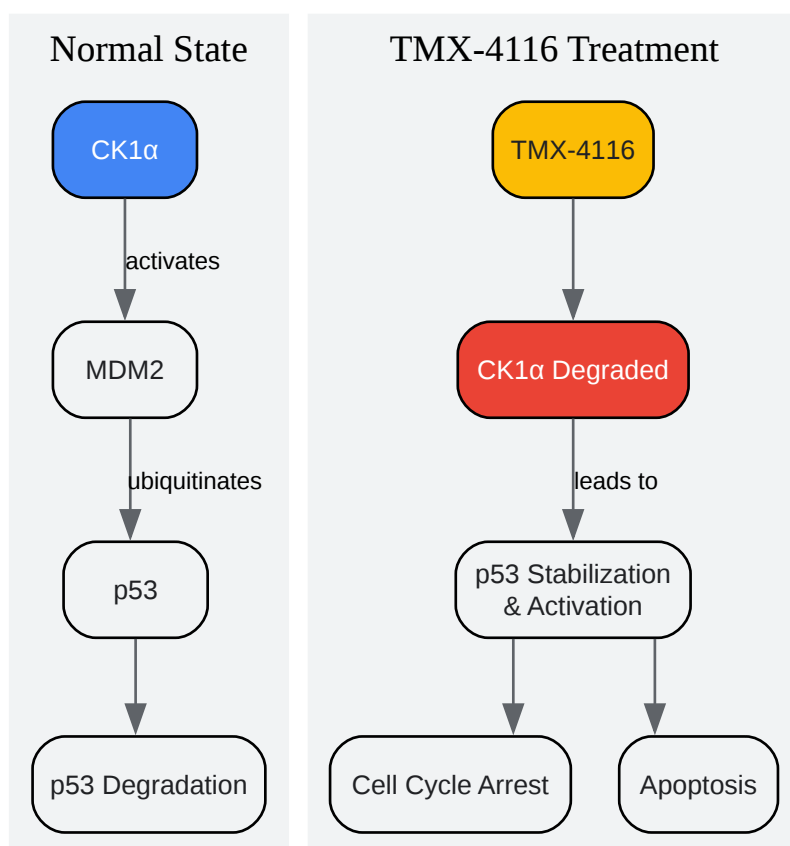 Normal State
CK1α
activates
MDM2
ubiquitinates
p53
p53 Degradation
TMX-4116 Treatment
TMX-4116
CK1α Degraded
leads to
p53 Stabilization
& Activation
Cell Cycle Arrest
Apoptosis